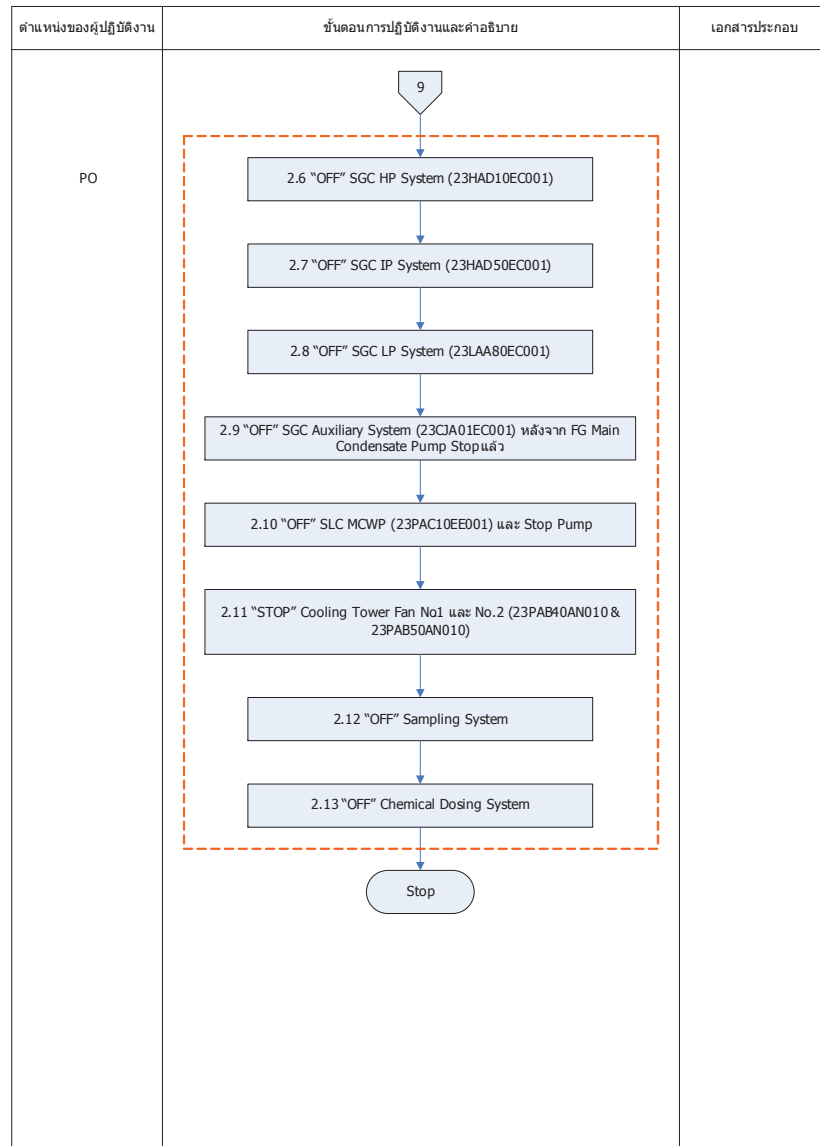 ตำแหน่งของผู้ปฏิบัติงาน
ขั้นตอนการปฏิบัติงานและคำอธิบาย
เอกสารประกอบ
9
PO
2.6 “OFF” SGC HP System (23HAD10EC001)
2.7 “OFF” SGC IP System (23HAD50EC001)
2.8 “OFF” SGC LP System (23LAA80EC001)
2.9 “OFF” SGC Auxiliary System (23CJA01EC001) หลังจาก FG Main
Condensate Pump Stopแล้ว
2.10 “OFF” SLC MCWP (23PAC10EE001) และ Stop Pump
2.11 “STOP” Cooling Tower Fan No1 และ No.2 (23PAB40AN010 &
23PAB50AN010)
2.12 “OFF” Sampling System
2.13 “OFF” Chemical Dosing System
Stop